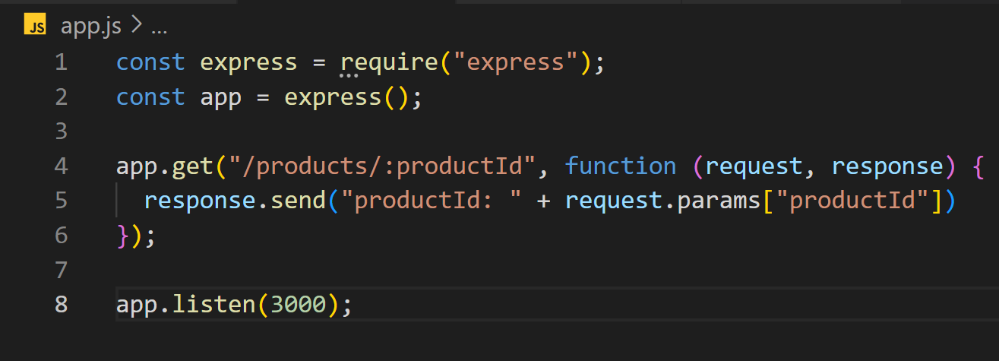 JS app.js > ...
1 const express = require("express");
2 const app = express();
3
4 app.get("/products/:productId", function (request, response) {
5   response.send("productId: " + request.params["productId"])
6 });
7
8 app.listen(3000);